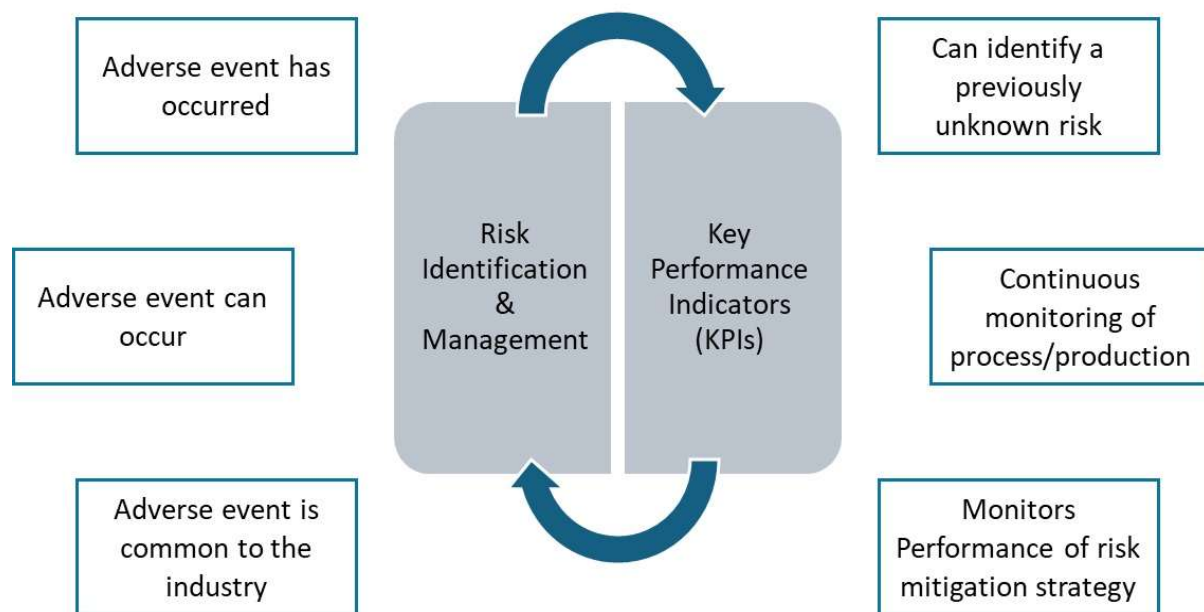 Adverse event has
occurred
Adverse event can
occur
Adverse event is
common to the
industry
Risk
Identification
&
Management
Key
Performance
Indicators
(KPIs)
Can identify a
previously
unknown risk
Continuous
monitoring of
process/production
Monitors
Performance of risk
mitigation strategy